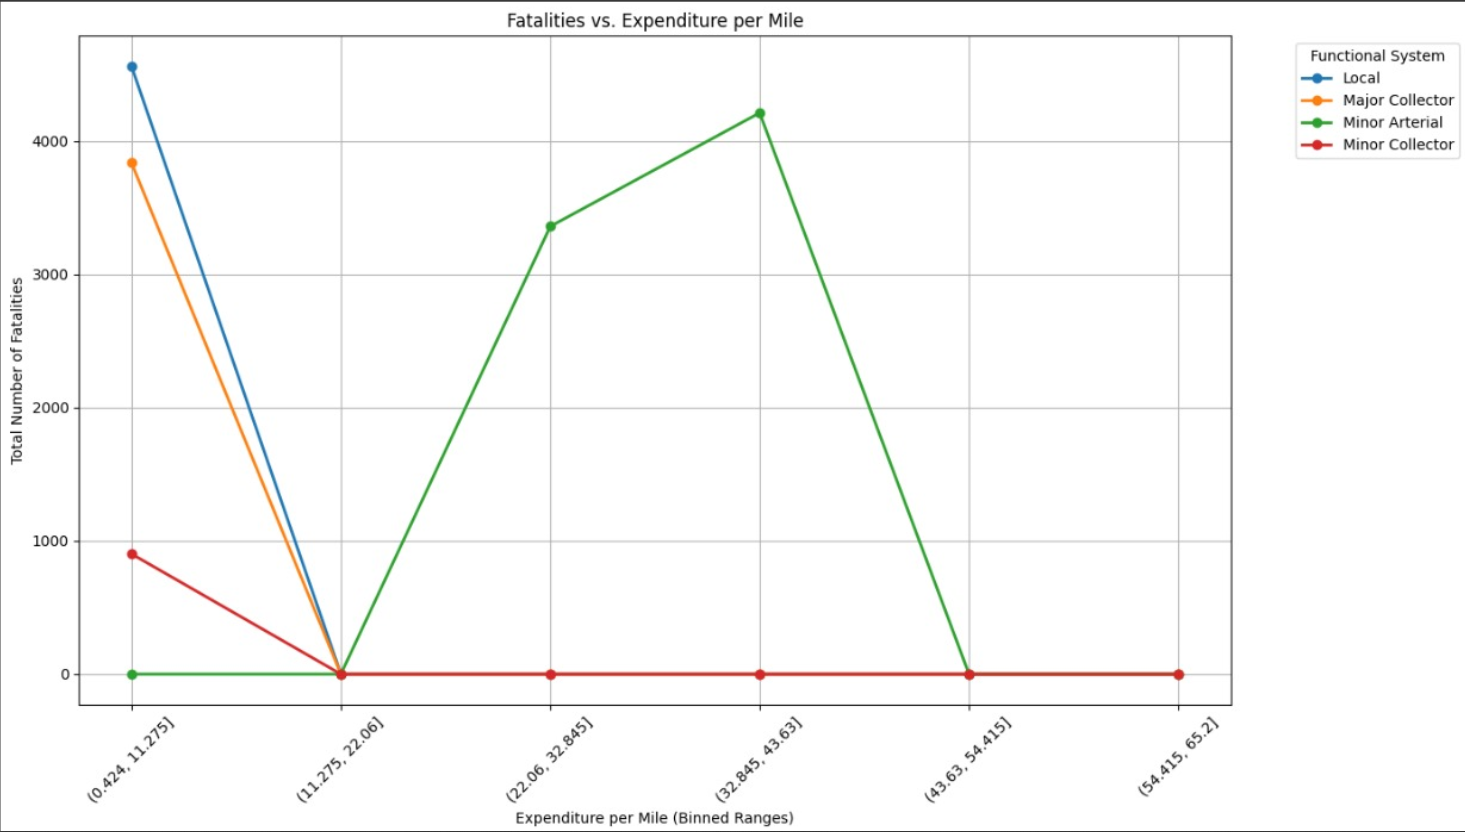 Fatalities vs. Expenditure per Mile
Functional System
Local
Major Collector
Minor Arterial
Minor Collector
Total Number of Fatalities
4000
3000
2000
1000
0
(0.424, 11.275]
(11.275, 22.06]
(22.06, 32.845]
(32.845, 43.63]
(43.63, 54.415]
(54.415, 65.2]
Expenditure per Mile (Binned Ranges)